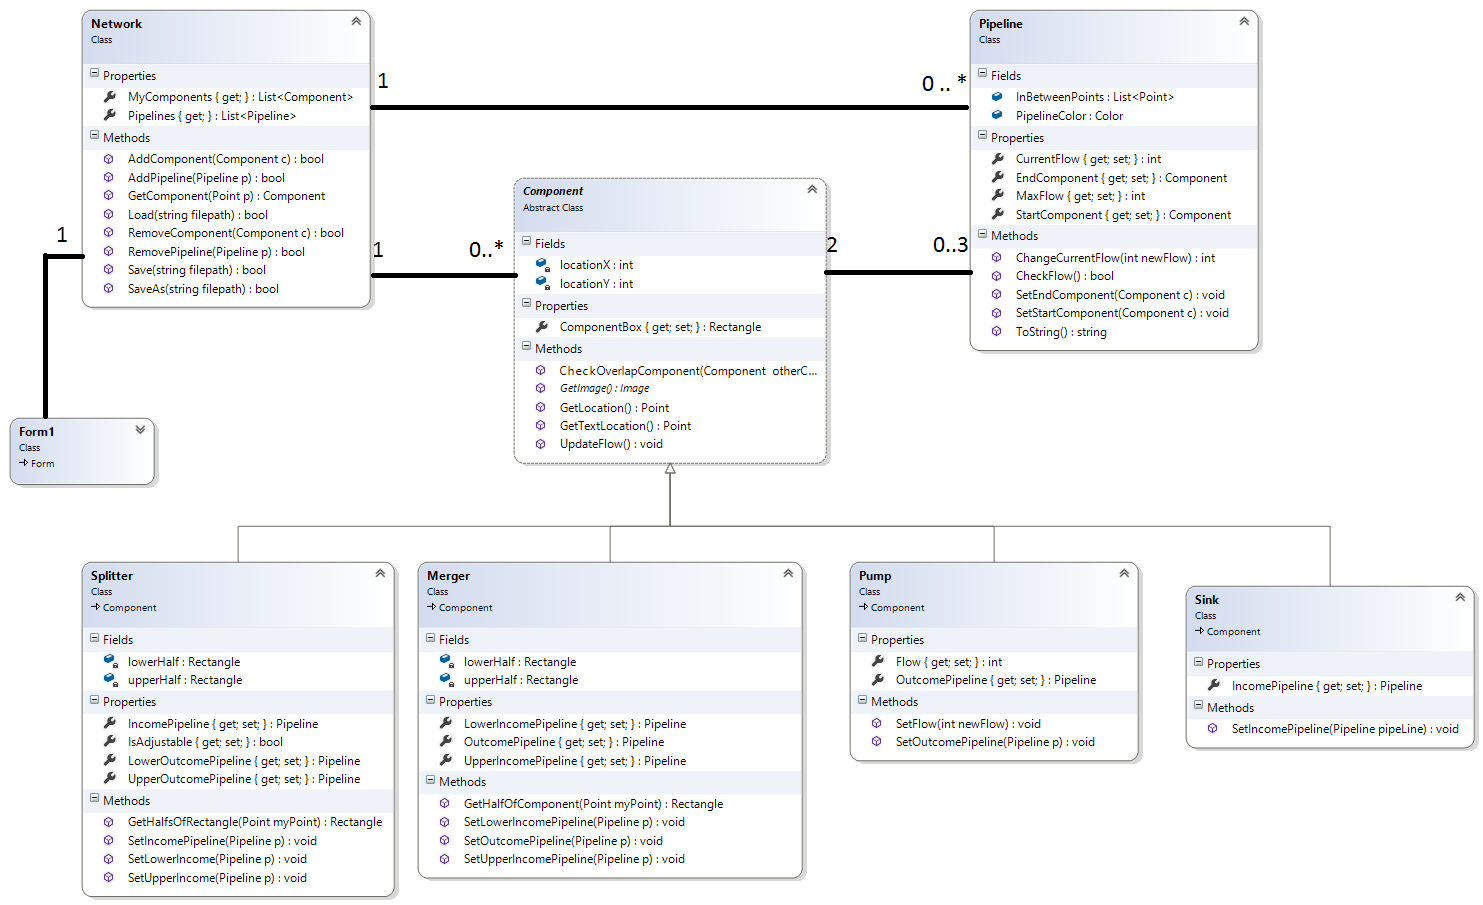 Network
Class
Properties
MyComponents { get; } : List<Component>
Pipelines { get; } : List<Pipeline>
Methods
AddComponent(Component c) : bool
AddPipeline(Pipeline p) : bool
GetComponent(Point p) : Component
Load(string filepath) : bool
RemoveComponent(Component c) : bool
RemovePipeline(Pipeline p) : bool
Save(string filepath) : bool
SaveAs(string filepath) : bool
1
0 .. *
Pipeline
Class
Fields
InBetweenPoints : List<Point>
PipelineColor : Color
Properties
CurrentFlow { get; set; } : int
EndComponent { get; set; } : Component
MaxFlow { get; set; } : int
StartComponent { get; set; } : Component
Methods
ChangeCurrentFlow(int newFlow) : int
CheckFlow() : bool
SetEndComponent(Component c) : void
SetStartComponent(Component c) : void
ToString() : string
1
1
0..*
Component
Abstract Class
Fields
locationX : int
locationY : int
Properties
ComponentBox { get; set; } : Rectangle
Methods
CheckOverlapComponent(Component otherC...
GetImage() : Image
GetLocation() : Point
GetTextLocation() : Point
UpdateFlow() : void
2
0..3
Form1
Class
Form
Splitter
Class
Component
Fields
lowerHalf : Rectangle
upperHalf : Rectangle
Properties
IncomePipeline { get; set; } : Pipeline
IsAdjustable { get; set; } : bool
LowerOutcomePipeline { get; set; } : Pipeline
UpperOutcomePipeline { get; set; } : Pipeline
Methods
GetHalfsOfRectangle(Point myPoint) : Rectangle
SetIncomePipeline(Pipeline p) : void
SetLowerIncome(Pipeline p) : void
SetUpperIncome(Pipeline p) : void
Merger
Class
Component
Fields
lowerHalf : Rectangle
upperHalf : Rectangle
Properties
LowerIncomePipeline { get; set; } : Pipeline
OutcomePipeline { get; set; } : Pipeline
UpperIncomePipeline { get; set; } : Pipeline
Methods
GetHalfOfComponent(Point myPoint) : Rectangle
SetLowerIncomePipeline(Pipeline p) : void
SetOutcomePipeline(Pipeline p) : void
SetUpperIncomePipeline(Pipeline p) : void
Pump
Class
Component
Properties
Flow { get; set; } : int
OutcomePipeline { get; set; } : Pipeline
Methods
SetFlow(int newFlow) : void
SetOutcomePipeline(Pipeline p) : void
Sink
Class
Component
Properties
IncomePipeline { get; set; } : Pipeline
Methods
SetIncomePipeline(Pipeline pipeLine) : void